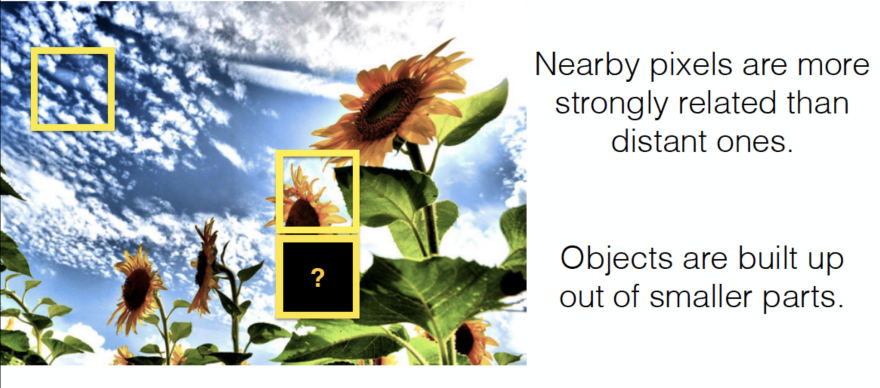 Nearby pixels are more
strongly related than
distant ones.
?
Objects are built up
out of smaller parts.